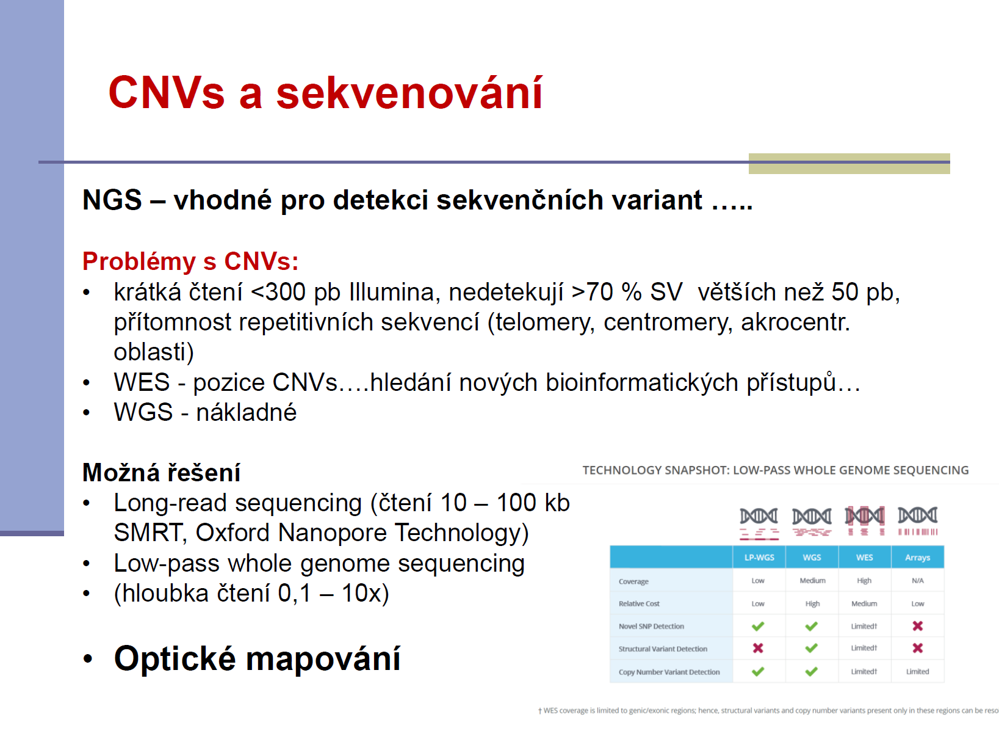 CNVs a sekvenování
NGS – vhodné pro detekci sekvenčních variant …..
Problémy s CNVs:
• krátká čtení <300 pb Illumina, nedetekují >70 % SV  větších než 50 pb,
přítomnost repetitivních sekvencí (telomery, centromery, akrocentr.
oblasti)
• WES - pozice CNVs….hledání nových bioinformatických přístupů…
• WGS - nákladné
Možná řešení
• Long-read sequencing (čtení 10 – 100 kb
SMRT, Oxford Nanopore Technology)
• Low-pass whole genome sequencing
• (hloubka čtení 0,1 – 10x)
• Optické mapování
TECHNOLOGY SNAPSHOT: LOW-PASS WHOLE GENOME SEQUENCING
LP-WGS WGS WES Arrays
Coverage Low Medium High N/A
Relative Cost Low High Medium Low
Novel SNP Detection ✔ ✔ Limited† ✖
Structural Variant Detection ✖ ✔ Limited† ✖
Copy Number Variant Detection ✔ ✔ Limited† Limited
† WES coverage is limited to genic/exonic regions; hence, structural variants and copy number variants present only in these regions can be reso